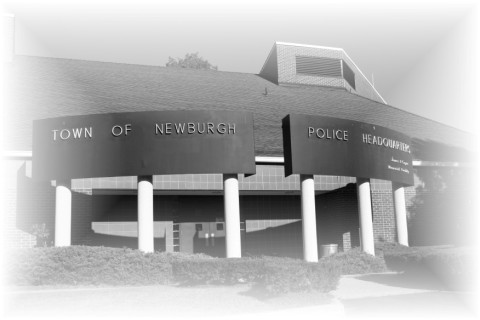 TOWN OF NEWBURGH
POLICE HEADQUARTERS